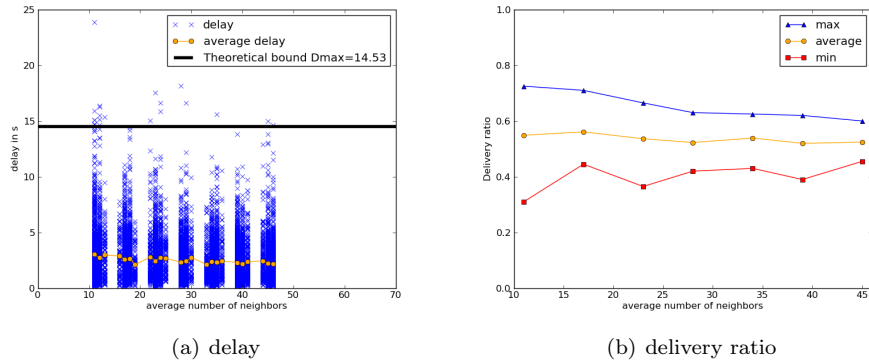 25
20
15
10
5
0
delay in s
delay
average delay
Theoretical bound Dmax=14.53
0 10 20 30 40 50 60 70
average number of neighbors
(a) delay
1.0
0.8
0.6
0.4
0.2
0.0
Delivery ratio
max
average
min
10 15 20 25 30 35 40 45
average number of neighbors
(b) delivery ratio